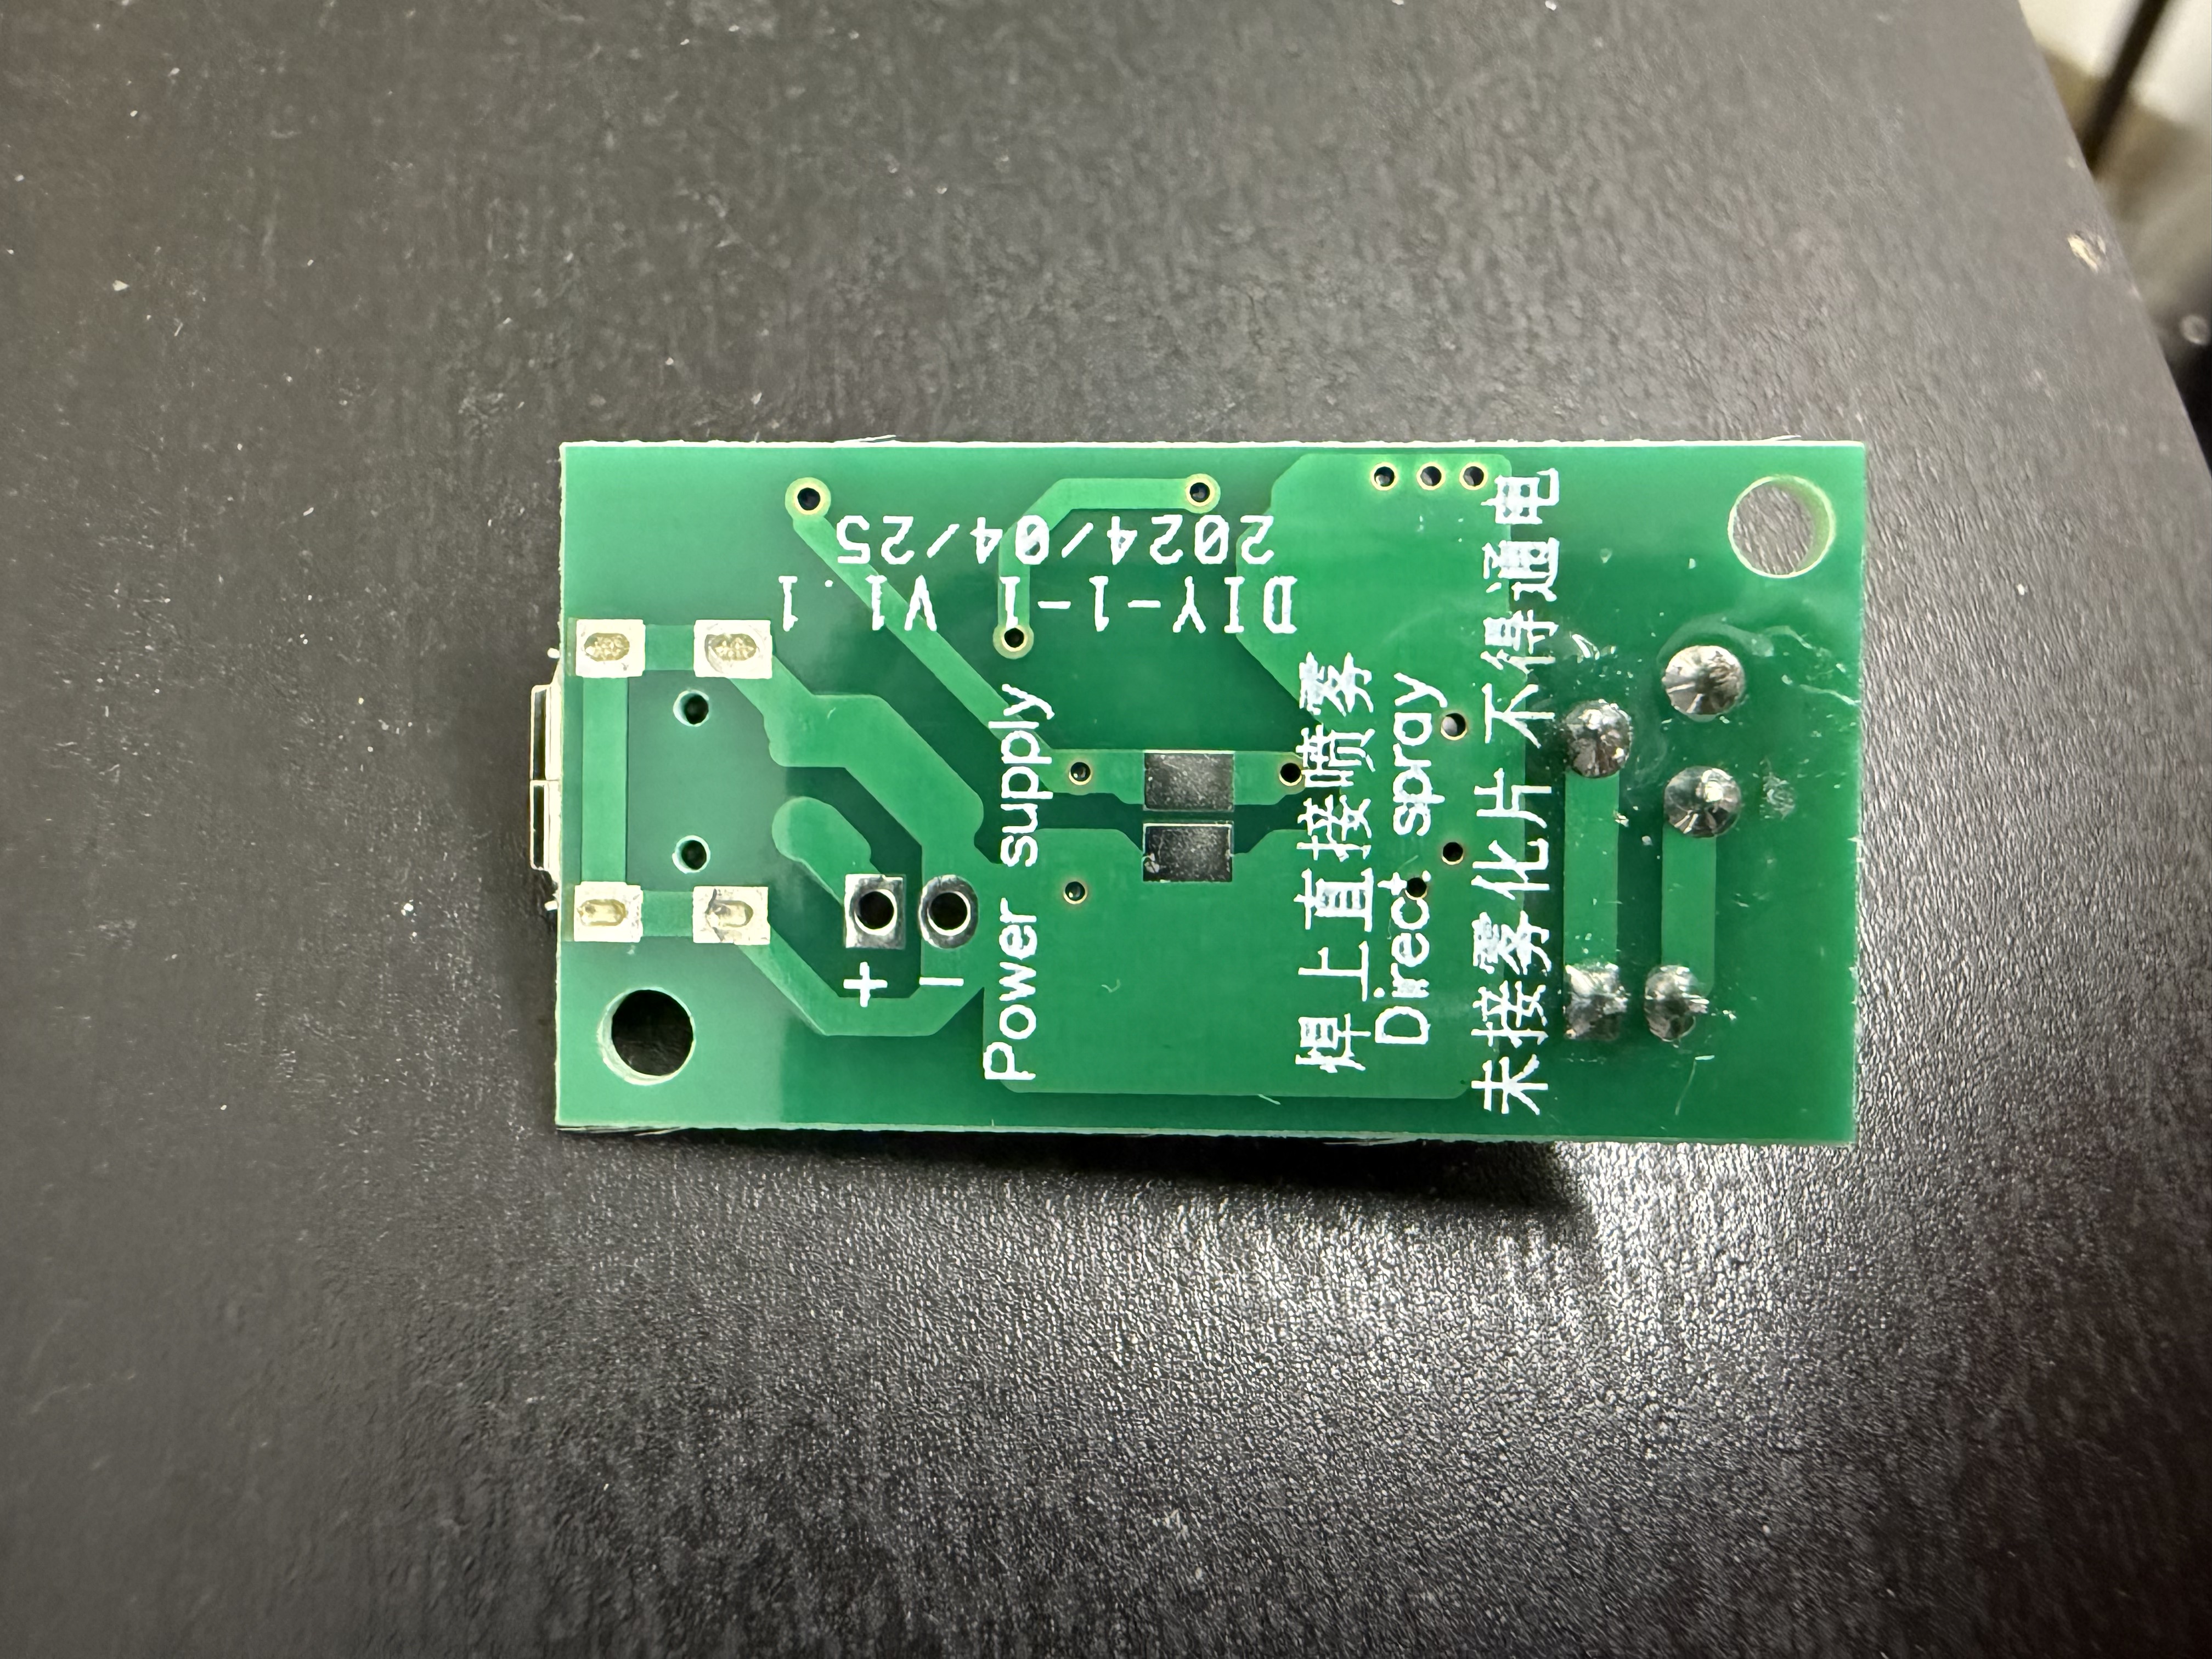 +
-
Power supply
DIY-1-1-1 V1.1
2024/04/25
焊上直接喷雾
Direct spray
未接雾化片 不得通电